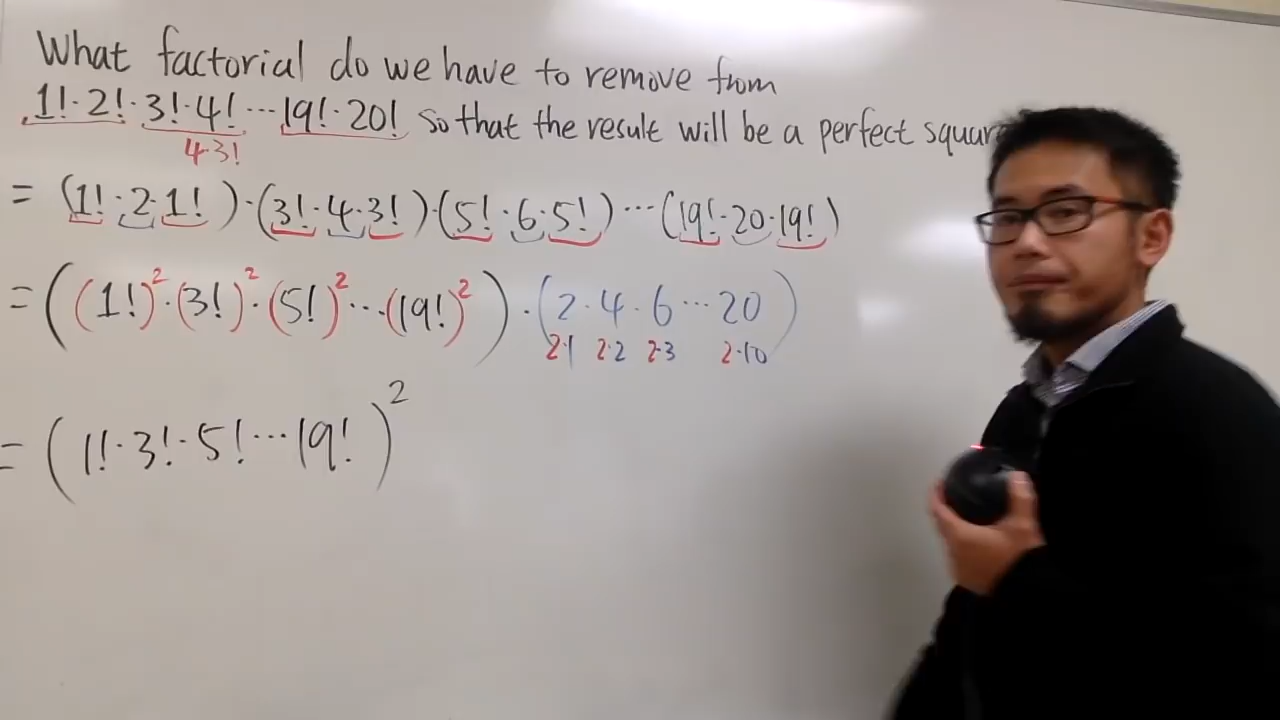 What factorial do we have to remove from
1!·2!·3!·4!···19!·20! so that the result will be a perfect squar
4·3!
= (1!·2·1!)·(3!·4·3!)·(5!·6·5!)···(19!·20·19!)
= ((1!)²·(3!)²·(5!)²···(19!)²)·(2·4·6···20)
2·1 2·2 2·3 2·10
= (1!·3!·5!···19!)²